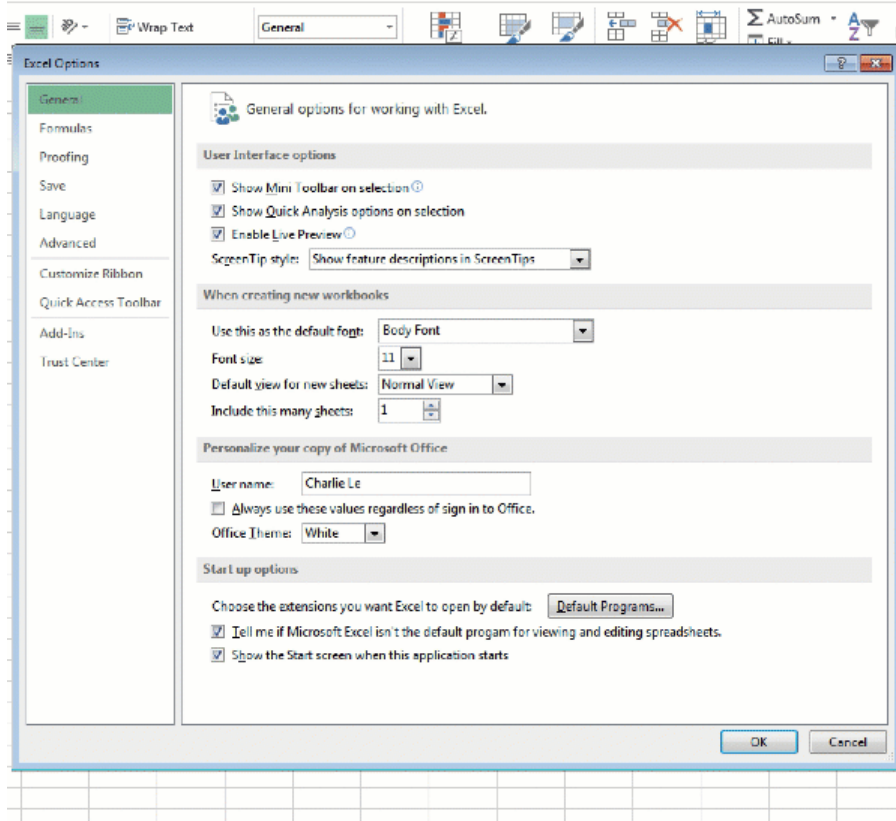 Wrap Text
General
AutoSum
Fill
Excel Options
General
Formulas
Proofing
Save
Language
Advanced
Customize Ribbon
Quick Access Toolbar
Add-Ins
Trust Center
General options for working with Excel.
User Interface options
Show Mini Toolbar on selection
Show Quick Analysis options on selection
Enable Live Preview
ScreenTip style: Show feature descriptions in ScreenTips
When creating new workbooks
Use this as the default font: Body Font
Font size: 11
Default view for new sheets: Normal View
Include this many sheets: 1
Personalize your copy of Microsoft Office
User name: Charlie Le
Always use these values regardless of sign in to Office.
Office Theme: White
Start up options
Choose the extensions you want Excel to open by default: Default Programs...
Tell me if Microsoft Excel isn't the default progam for viewing and editing spreadsheets.
Show the Start screen when this application starts
OK Cancel